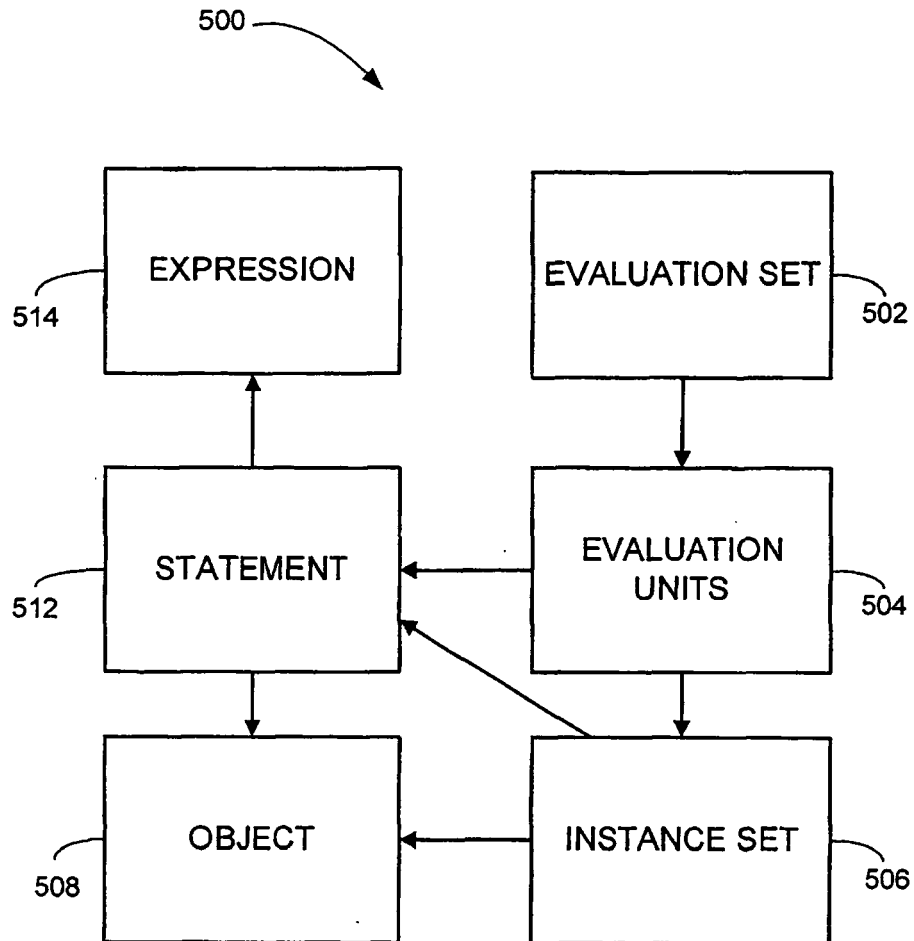 500
EXPRESSION
EVALUATION SET
514
502
STATEMENT
EVALUATION
UNITS
512
504
OBJECT
INSTANCE SET
508
506